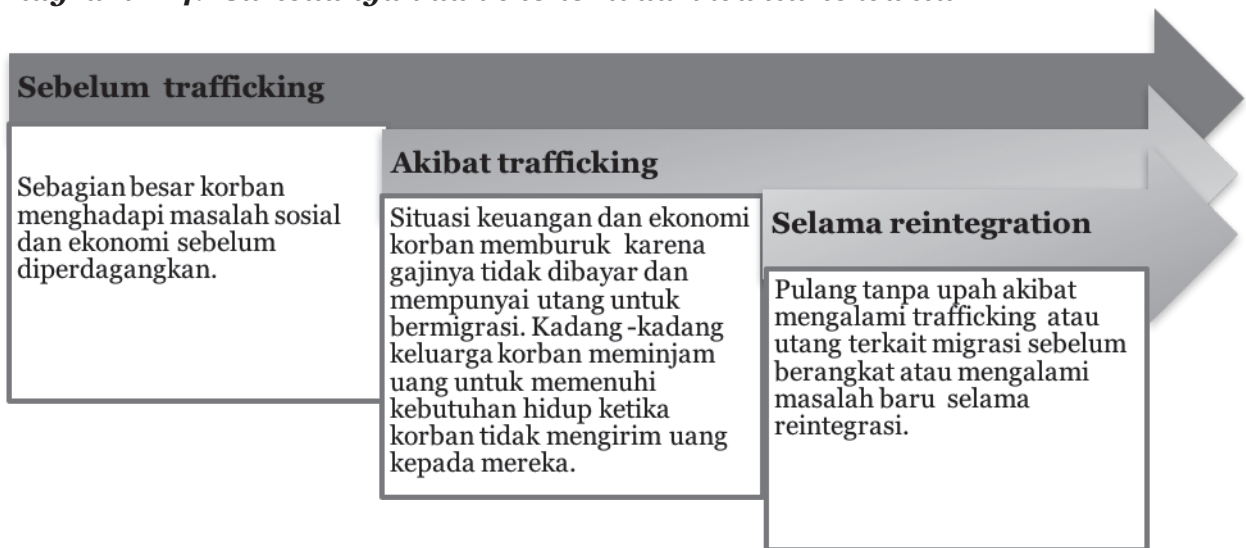 Sebelum trafficking
Sebagian besar korban
menghadapi masalah sosial
dan ekonomi sebelum
diperdagangkan.
Akibat trafficking
Situasi keuangan dan ekonomi
korban memburuk karena
gajinya tidak dibayar dan
mempunyai utang untuk
bermigrasi. Kadang-kadang
keluarga korban meminjam
uang untuk memenuhi
kebutuhan hidup ketika
korban tidak mengirim uang
kepada mereka.
Selama reintegration
Pulang tanpa upah akibat
mengalami trafficking atau
utang terkait migrasi sebelum
berangkat atau mengalami
masalah baru selama
reintegrasi.